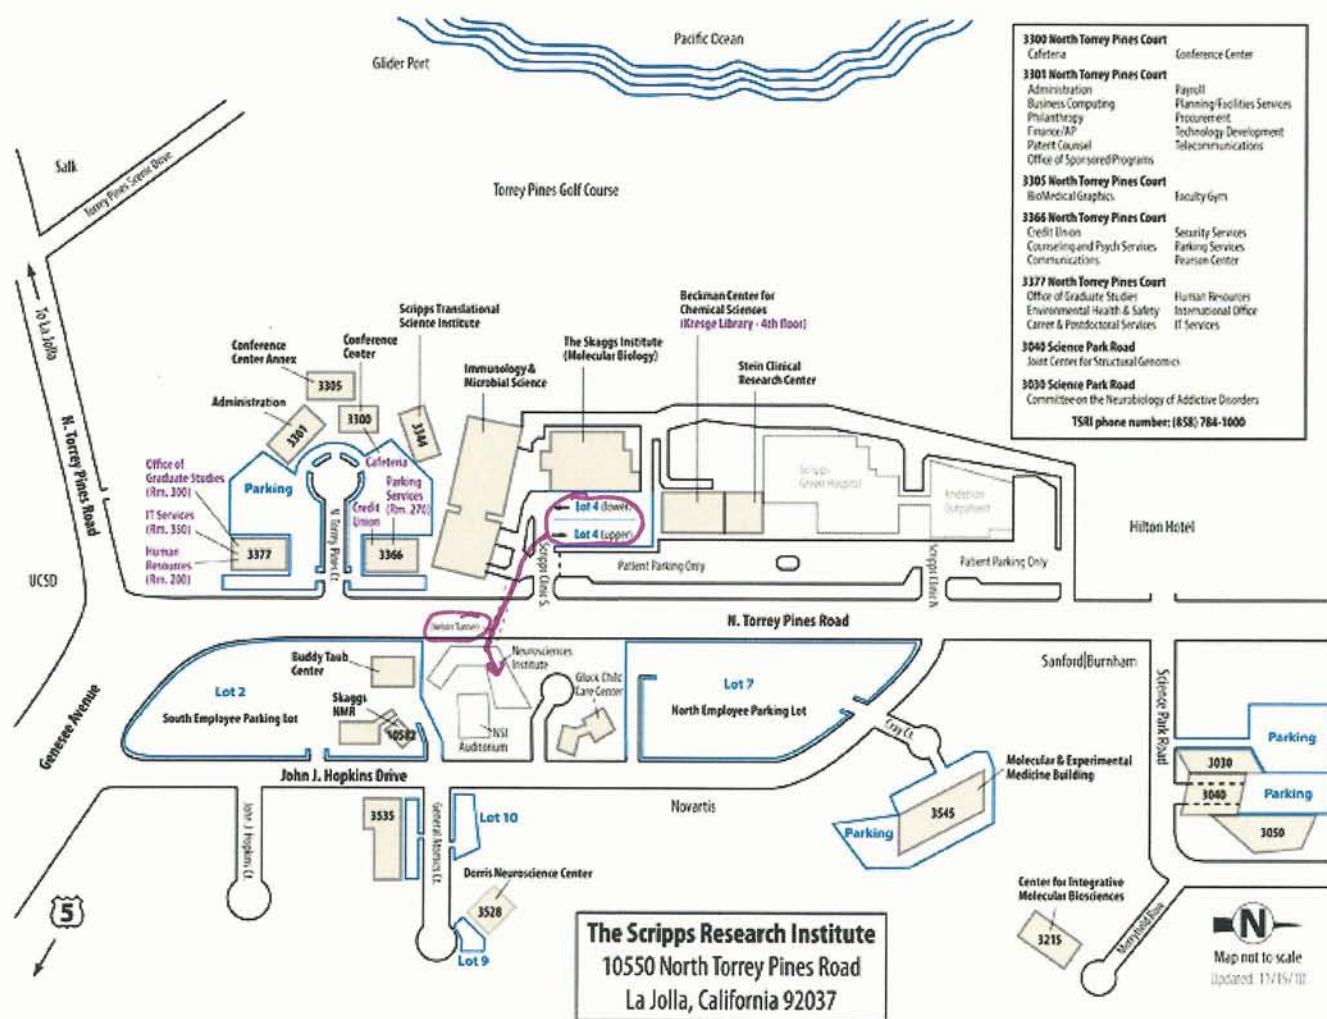 Pacific Ocean
Glider Port
Salk
Torrey Pines Scenic Drive
Torrey Pines Golf Course
3300 North Torrey Pines Court
Cafeteria
Conference Center
3301 North Torrey Pines Court
Administration
Payroll
Business Computing
Planning/Facilities Services
Philanthropy
Procurement
Finance/AP
Technology Development
Patent Counsel
Telecommunications
Office of Sponsored Programs
3305 North Torrey Pines Court
BioMedical Graphics
Faculty Gym
3366 North Torrey Pines Court
Credit Union
Security Services
Counseling and Psych Services
Parking Services
Communications
Pearson Center
3377 North Torrey Pines Court
Office of Graduate Studies
Human Resources
Environmental Health & Safety
International Office
Career & Postdoctoral Services
IT Services
3040 Science Park Road
Joint Center for Structural Genomics
3030 Science Park Road
Committee on the Neurobiology of Addictive Disorders
TSRI phone number: (858) 784-1000
To La Jolla
N. Torrey Pines Road
Scripps Translational
Science Institute
Conference
Center
Conference
Center Annex
3305
Administration
3301
3300
3344
Cafeteria
Immunology &
Microbial Science
The Skaggs Institute
(Molecular Biology)
Beckman Center for
Chemical Sciences
(Kresge Library - 4th floor)
Stein Clinical
Research Center
Scripps
Green Hospital
Anderson
Outpatient
Hilton Hotel
Office of
Graduate Studies
(Rm. 300)
IT Services
(Rm. 350)
Human
Resources
(Rm. 200)
Parking
N. Torrey Pines Ct.
Parking
Services
(Rm. 270)
Credit
Union
3377
3366
Lot 4 (lower)
Lot 4 (upper)
Scripps Clinic S.
Patient Parking Only
Scripps Clinic N.
Patient Parking Only
UCSD
N. Torrey Pines Road
(Nelson Tunnel)
Genesee Avenue
Lot 2
South Employee Parking Lot
Buddy Taub
Center
Skaggs
NMR
10582
Neurosciences
Institute
NSI
Auditorium
Gluck Child
Care Center
Lot 7
North Employee Parking Lot
Sanford|Burnham
Science Park Road
Cray Ct.
John J. Hopkins Drive
John J. Hopkins Ct.
3535
General Atomics Ct.
Lot 10
Novartis
Molecular & Experimental
Medicine Building
3545
Parking
Parking
3030
3040
Parking
3050
Dorris Neuroscience Center
3528
Lot 9
5
Center for Integrative
Molecular Biosciences
3215
Merryfield Row
N
Map not to scale
Updated: 11/15/10
The Scripps Research Institute
10550 North Torrey Pines Road
La Jolla, California 92037